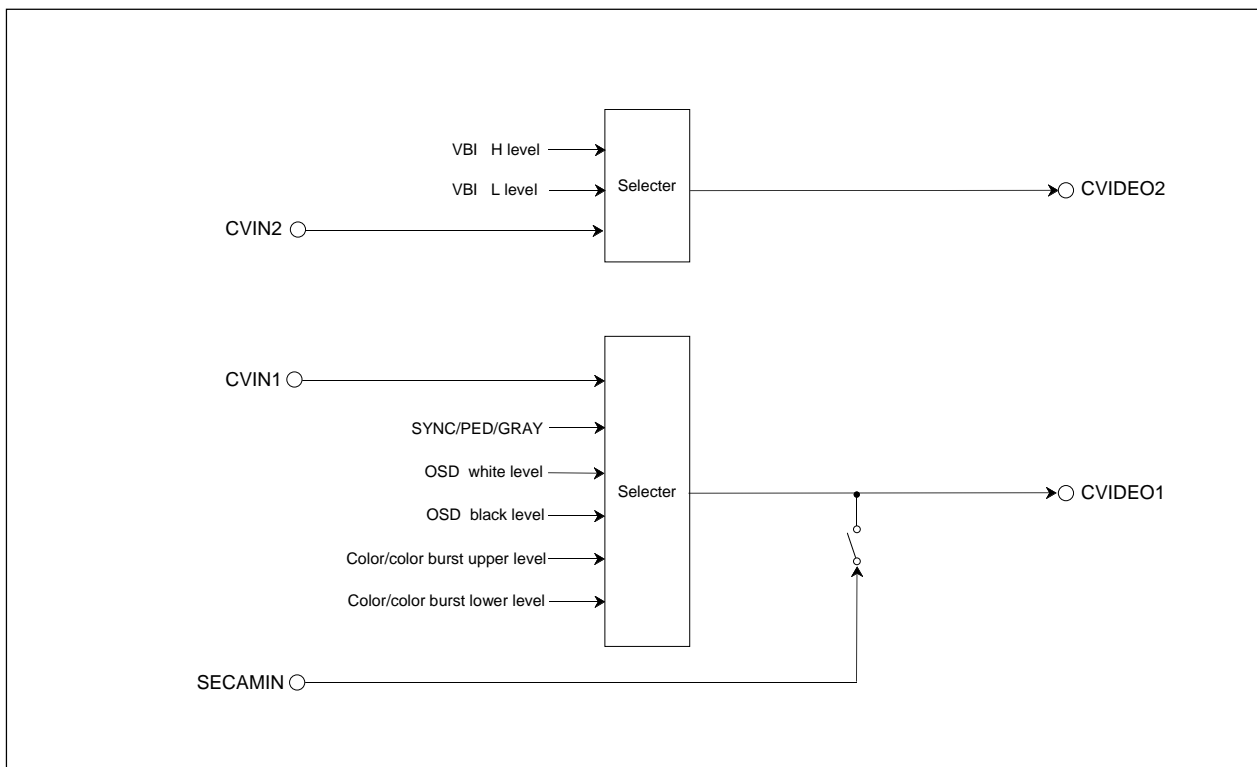 VBI H level
VBI L level
Selecter
CVIDEO2
CVIN2
CVIN1
SYNC/PED/GRAY
OSD white level
Selecter
CVIDEO1
OSD black level
Color/color burst upper level
Color/color burst lower level
SECAMIN